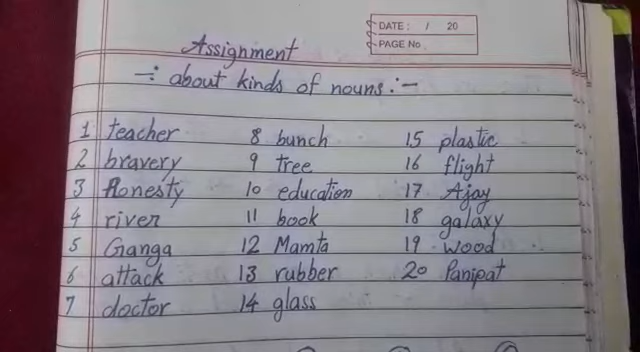 DATE: / 20
PAGE No.
Assignment
-: about kinds of nouns:-
1 teacher 8 bunch 15 plastic
2 bravery 9 tree 16 flight
3 Honesty 10 education 17 Ajay
4 river 11 book 18 galaxy
5 Ganga 12 Mamta 19 wood
6 attack 13 rubber 20 Panipat
7 doctor 14 glass